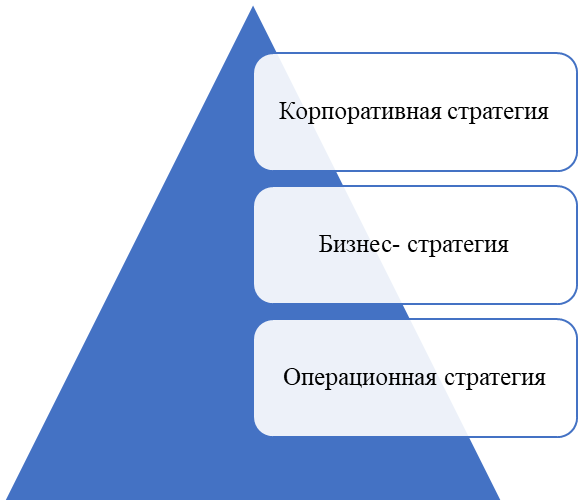 Корпоративная стратегия
Бизнес- стратегия
Операционная стратегия